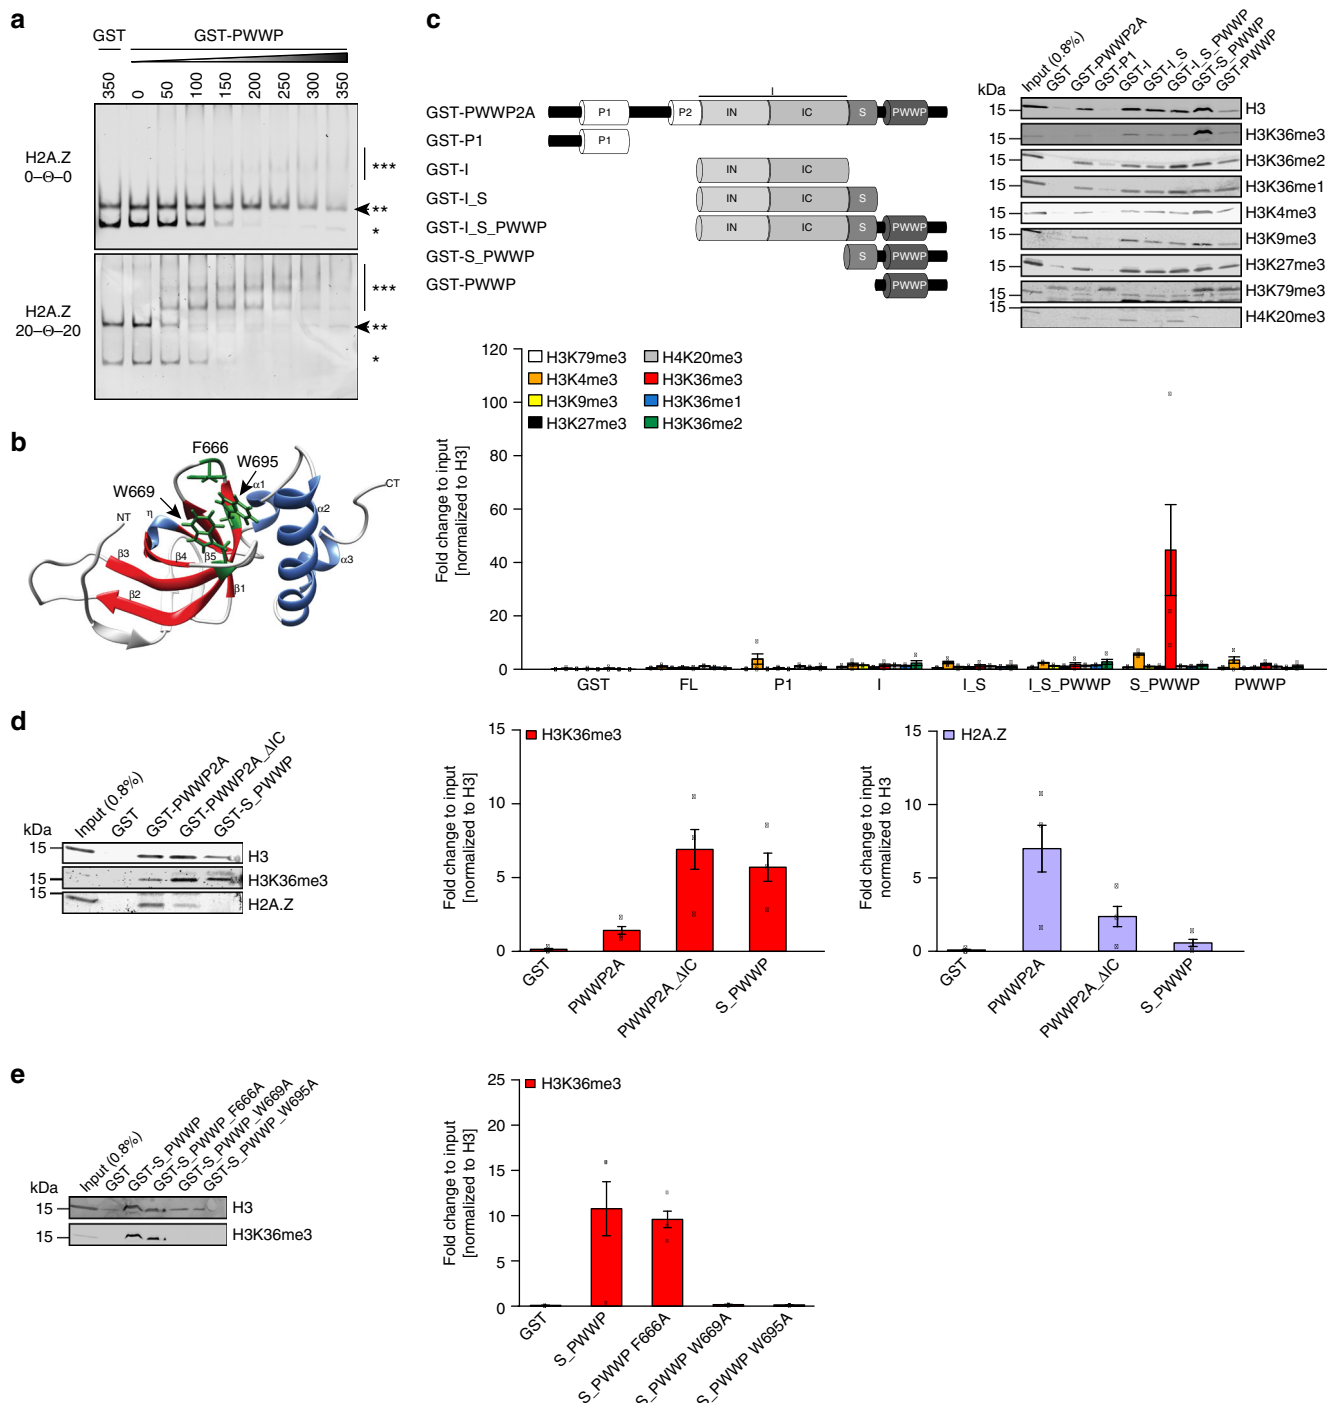 a
GST
GST-PWWP
350
0
50
100
150
200
250
300
350
H2A.Z
0–Θ–0
***
**
*
H2A.Z
20–Θ–20
***
**
*
b
F666
W695
W669
NT
CT
η
α1
α2
α3
β1
β2
β3
β4
β5
c
I
GST-PWWP2A
P1
P2
IN
IC
S
PWWP
GST-P1
P1
GST-I
IN
IC
GST-I_S
IN
IC
S
GST-I_S_PWWP
IN
IC
S
PWWP
GST-S_PWWP
S
PWWP
GST-PWWP
PWWP
kDa
Input (0.8%)
GST
GST-PWWP2A
GST-P1
GST-I
GST-I_S
GST-I_S_PWWP
GST-S_PWWP
GST-PWWP
15
H3
H3K36me3
15
H3K36me2
15
H3K36me1
15
H3K4me3
15
H3K9me3
15
H3K27me3
15
H3K79me3
15
H4K20me3
Fold change to input
[normalized to H3]
120
100
80
60
40
20
0
H3K79me3
H3K4me3
H3K9me3
H3K27me3
H4K20me3
H3K36me3
H3K36me1
H3K36me2
GST
FL
P1
I
I_S
I_S_PWWP
S_PWWP
PWWP
d
kDa
Input (0.8%)
GST
GST-PWWP2A
GST-PWWP2A_ΔIC
GST-S_PWWP
15
H3
15
H3K36me3
15
H2A.Z
Fold change to input
[normalized to H3]
15
10
5
0
H3K36me3
GST
PWWP2A
PWWP2A_ΔIC
S_PWWP
Fold change to input
normalized to H3]
15
10
5
0
H2A.Z
GST
PWWP2A
PWWP2A_ΔIC
S_PWWP
e
kDa
Input (0.8%)
GST
GST-S_PWWP
GST-S_PWWP_F666A
GST-S_PWWP_W669A
GST-S_PWWP_W695A
15
H3
15
H3K36me3
Fold change to input
[normalized to H3]
25
20
15
10
5
0
H3K36me3
GST
S_PWWP
S_PWWP F666A
S_PWWP W669A
S_PWWP W695A